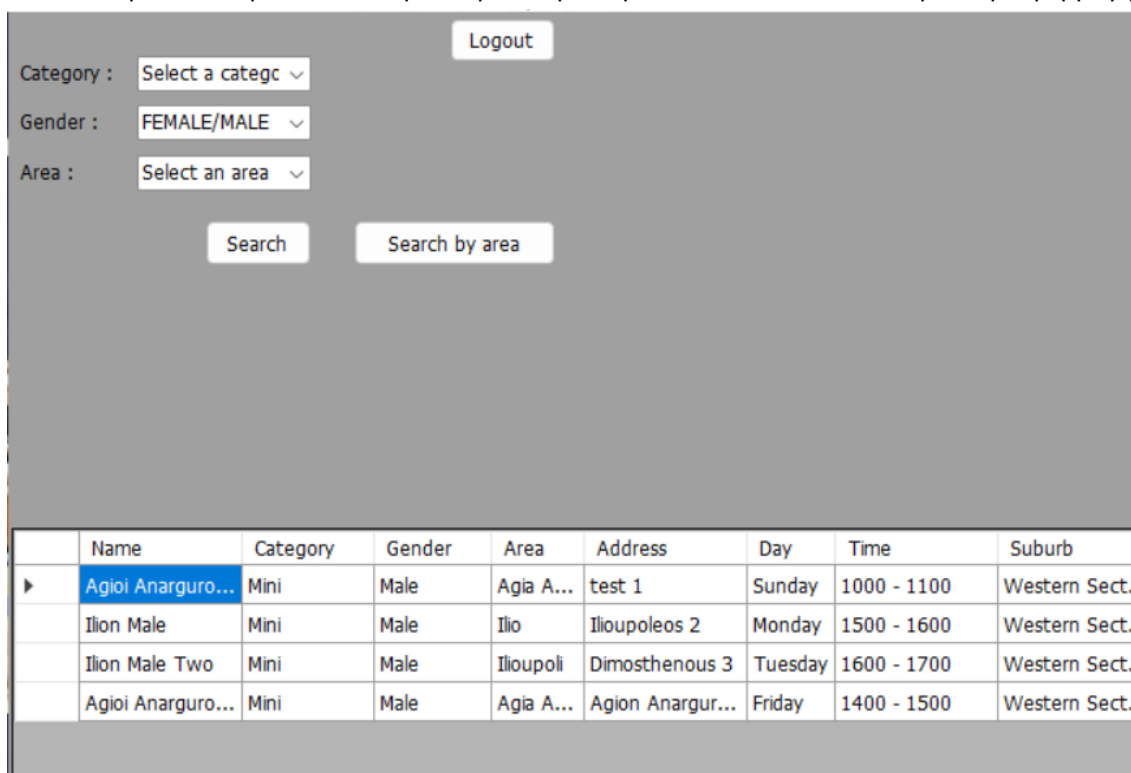 Logout
Category : Select a categc
Gender : FEMALE/MALE
Area : Select an area
Search Search by area
Name Category Gender Area Address Day Time Suburb
Agioi Anarguro... Mini Male Agia A... test 1 Sunday 1000 - 1100 Western Sect.
Ilion Male Mini Male Ilio Ilioupoleos 2 Monday 1500 - 1600 Western Sect.
Ilion Male Two Mini Male Ilioupoli Dimosthenous 3 Tuesday 1600 - 1700 Western Sect.
Agioi Anarguro... Mini Male Agia A... Agion Anargur... Friday 1400 - 1500 Western Sect.